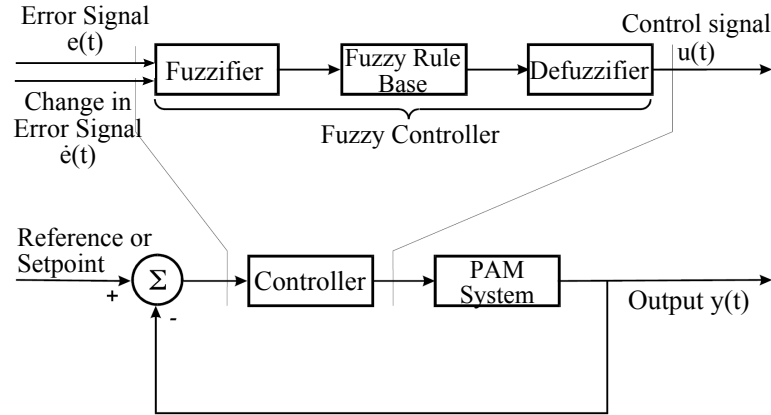 Error Signal
e(t)
Control signal
u(t)
Fuzzifier
Fuzzy Rule
Base
Defuzzifier
Change in
Error Signal
ė(t)
Fuzzy Controller
Reference or
Setpoint
+
Σ
-
Controller
PAM
System
Output y(t)